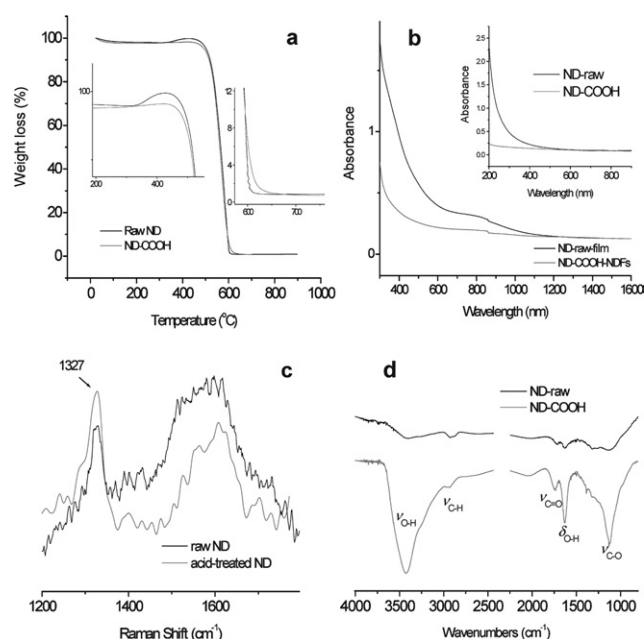 a
Weight loss (%)
100
80
60
40
20
0
100
200
400
12
8
4
0
600
700
Raw ND
ND-COOH
0
200
400
600
800
1000
Temperature (°C)
b
Absorbance
1
0
Absorbance
2.5
2.0
1.5
1.0
0.5
0.0
ND-raw
ND-COOH
200
400
600
800
Wavelength (nm)
ND-raw-film
ND-COOH-NDFs
400
600
800
1000
1200
1400
1600
Wavelength (nm)
1327
c
raw ND
acid-treated ND
1200
1400
1600
Raman Shift (cm-1)
d
ND-raw
ND-COOH
νO-H
νC-H
νC=O
δO-H
νC-O
4000
3500
3000
2500
2000
1500
1000
Wavenumbers (cm-1)